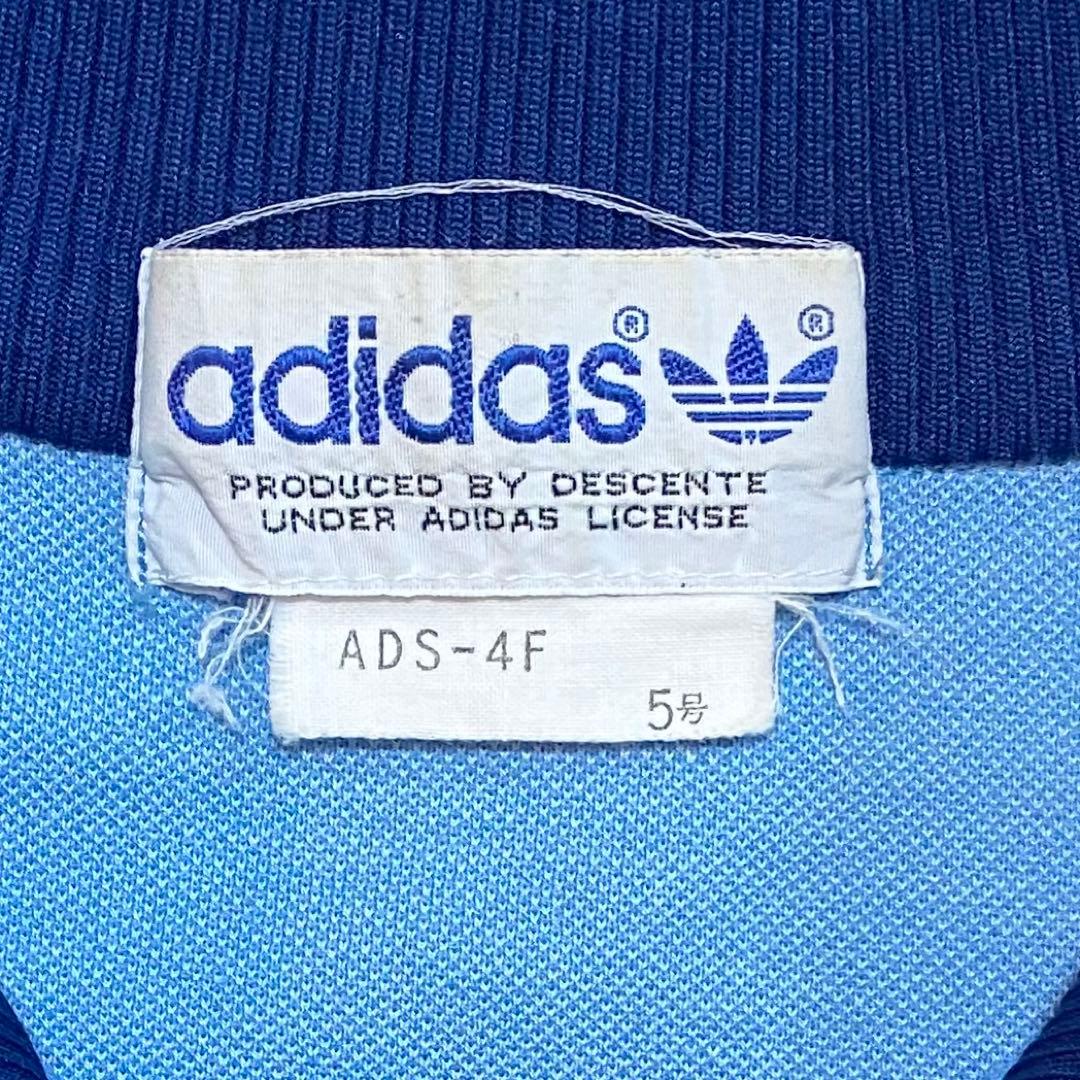 adidas® ®
PRODUCED BY DESCENTE
UNDER ADIDAS LICENSE
ADS-4F
5号